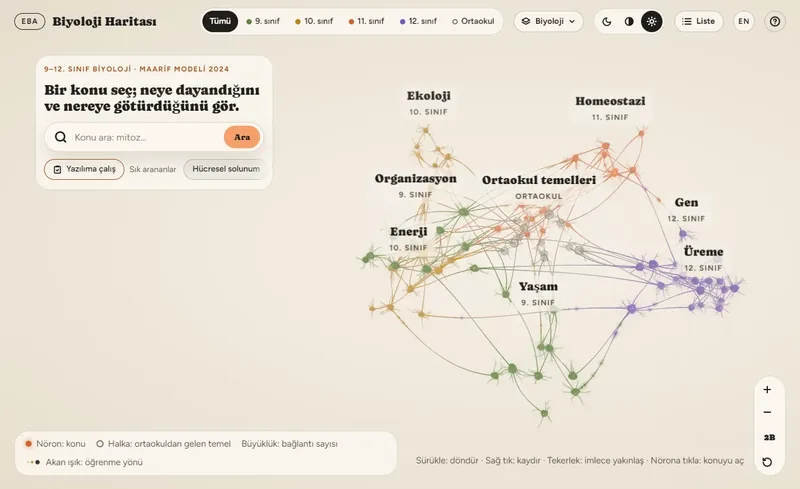 EBA Biyoloji Haritası
Tümü 9. sınıf 10. sınıf 11. sınıf 12. sınıf Ortaokul
Biyoloji
Liste
EN
9–12. SINIF BİYOLOJİ · MAARİF MODELİ 2024
Bir konu seç; neye dayandığını
ve nereye götürdüğünü gör.
Konu ara: mitoz...
Ara
Yazılıma çalış Sık arananlar Hücresel solunum
Ekoloji
10. SINIF
Homeostazi
11. SINIF
Organizasyon
9. SINIF
Ortaokul temelleri
ORTAOKUL
Gen
12. SINIF
Enerji
10. SINIF
Üreme
12. SINIF
Yaşam
9. SINIF
Nöron: konu Halka: ortaokuldan gelen temel Büyüklük: bağlantı sayısı
Akan ışık: öğrenme yönü
Sürükle: döndür · Sağ tık: kaydır · Tekerlek: imlece yakınlaş · Nörona tıkla: konuyu aç
+
−
2B